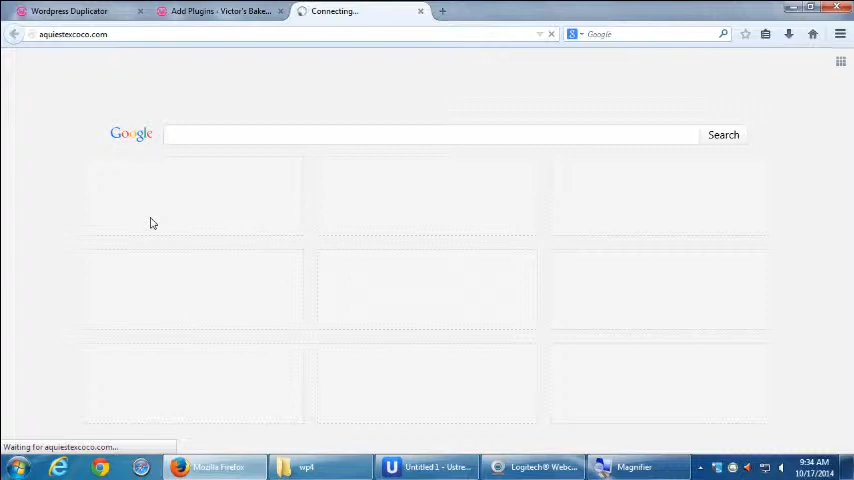 Wordpress Duplicator
Add Plugins - Victor's Bake...
Connecting...
aquiestexcoco.com
Google
Google
Search
Waiting for aquiestexcoco.com...
Mozilla Firefox
wp4
Untitled 1 - Ustre...
Logitech® Webc...
Magnifier
9:34 AM
10/17/2014